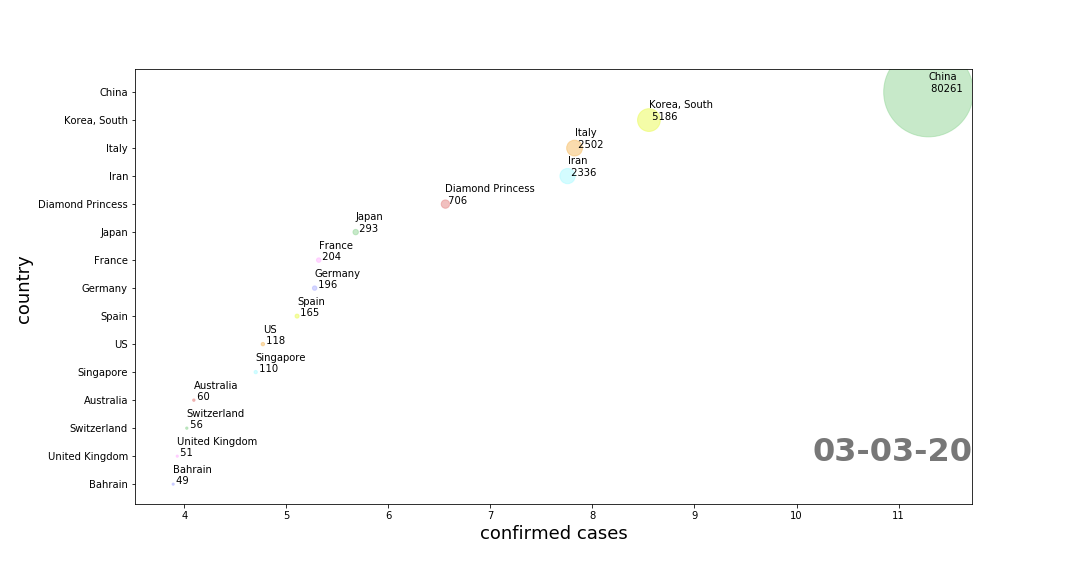 China
China
80261
Korea, South
Korea, South
5186
Italy
Italy
2502
Iran
Iran
2336
Diamond Princess
Diamond Princess
706
Japan
Japan
293
France
France
204
Germany
Germany
196
Spain
Spain
165
US
US
118
Singapore
Singapore
110
Australia
Australia
60
Switzerland
Switzerland
56
United Kingdom
United Kingdom
51
Bahrain
Bahrain
49
country
03-03-20
4 5 6 7 8 9 10 11
confirmed cases